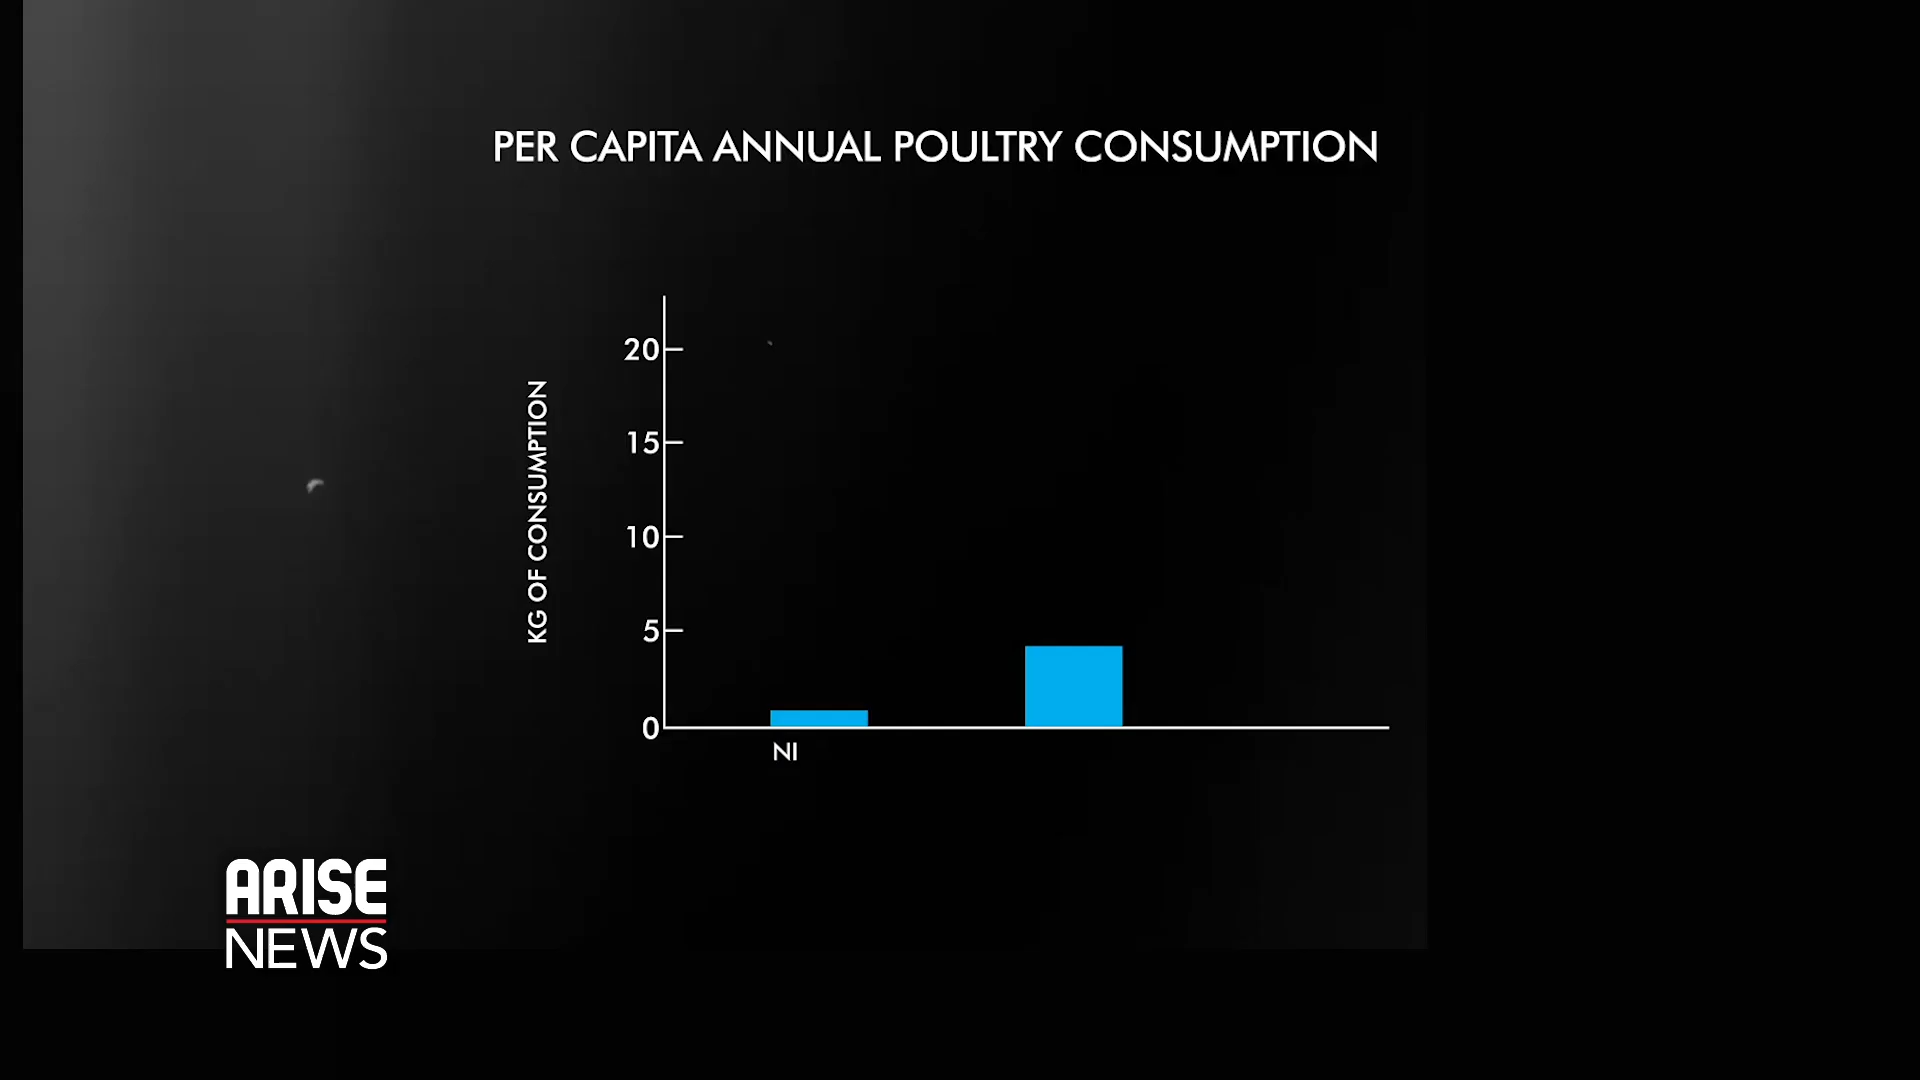 PER CAPITA ANNUAL POULTRY CONSUMPTION
KG OF CONSUMPTION
20
15
10
5
0
NI
ARISE
NEWS